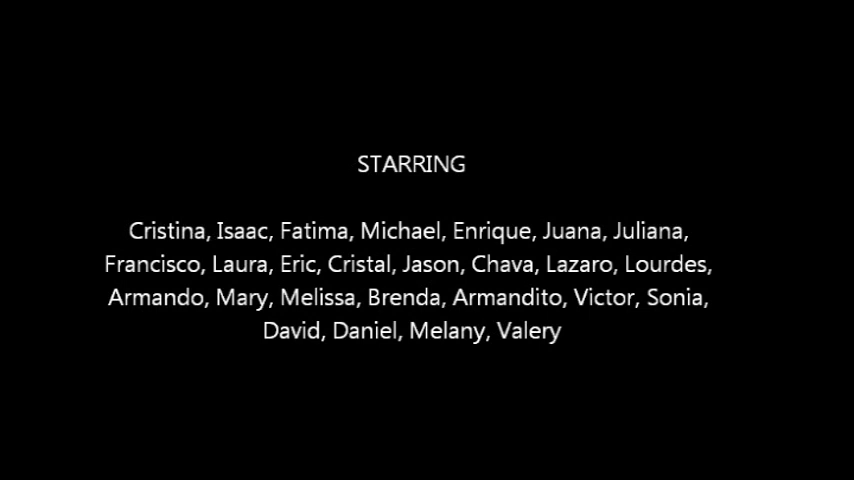 STARRING
Cristina, Isaac, Fatima, Michael, Enrique, Juana, Juliana,
Francisco, Laura, Eric, Cristal, Jason, Chava, Lazaro, Lourdes,
Armando, Mary, Melissa, Brenda, Armandito, Victor, Sonia,
David, Daniel, Melany, Valery